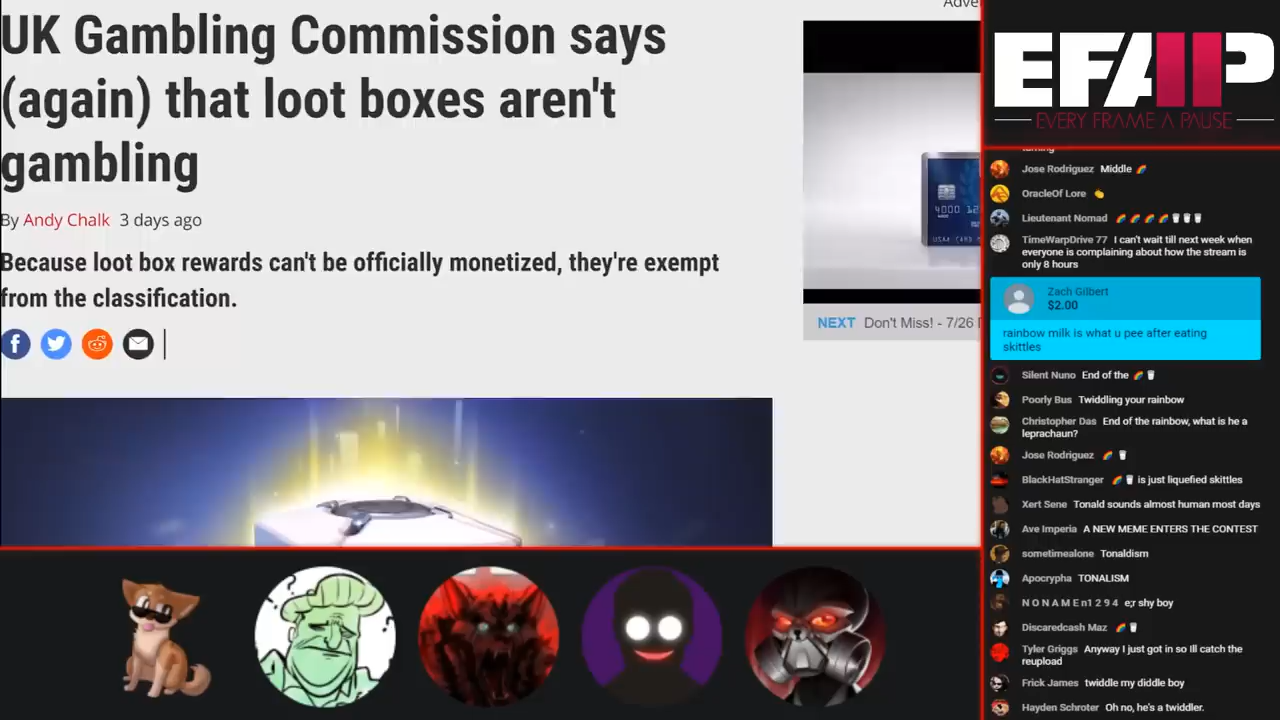 UK Gambling Commission says
(again) that loot boxes aren't
gambling
By Andy Chalk 3 days ago
Because loot box rewards can't be officially monetized, they're exempt
from the classification.
NEXT Don't Miss! - 7/26
EFAP
EVERY FRAME A PAUSE
Jose Rodriguez Middle 🌈
OracleOf Lore 👏
Lieutenant Nomad 🌈🌈🌈🌈🥛🥛🥛
TimeWarpDrive 77 I can't wait till next week when
everyone is complaining about how the stream is
only 8 hours
Zach Gilbert
$2.00
rainbow milk is what u pee after eating
skittles
Silent Nuno End of the 🌈🥛
Poorly Bus Twiddling your rainbow
Christopher Das End of the rainbow, what is he a
leprechaun?
Jose Rodriguez 🌈🥛
BlackHatStranger 🌈🥛 is just liquefied skittles
Xert Sene Tonald sounds almost human most days
Ave Imperia A NEW MEME ENTERS THE CONTEST
sometimealone Tonaldism
Apocrypha TONALISM
N O N A M E n1 2 9 4 e;r shy boy
Discaredcash Maz 🌈🥛
Tyler Griggs Anyway I just got in so Ill catch the
reupload
Frick James twiddle my diddle boy
Hayden Schroter Oh no, he's a twiddler.